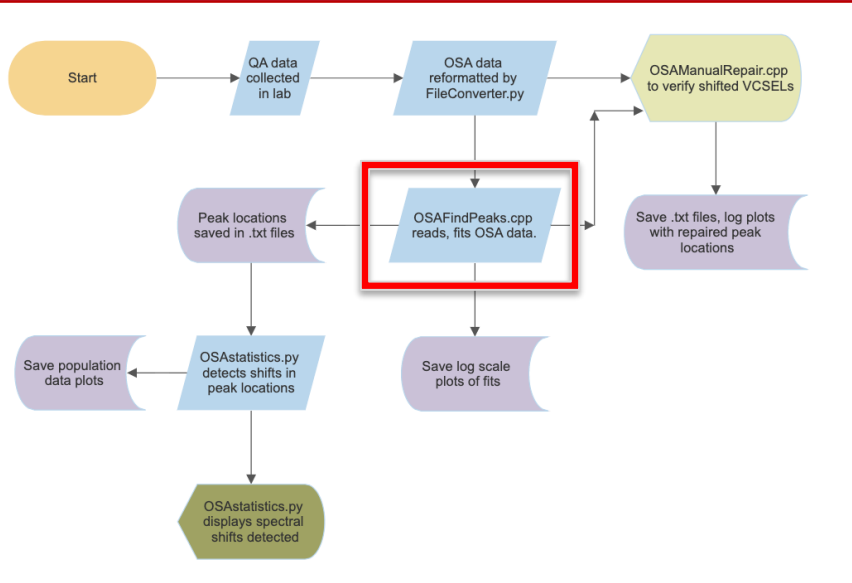 Start
QA data
collected
in lab
OSA data
reformatted by
FileConverter.py
OSAManualRepair.cpp
to verify shifted VCSELs
Peak locations
saved in .txt files
OSAFindPeaks.cpp
reads, fits OSA data.
Save .txt files, log plots
with repaired peak
locations
Save population
data plots
OSAstatistics.py
detects shifts in
peak locations
Save log scale
plots of fits
OSAstatistics.py
displays spectral
shifts detected